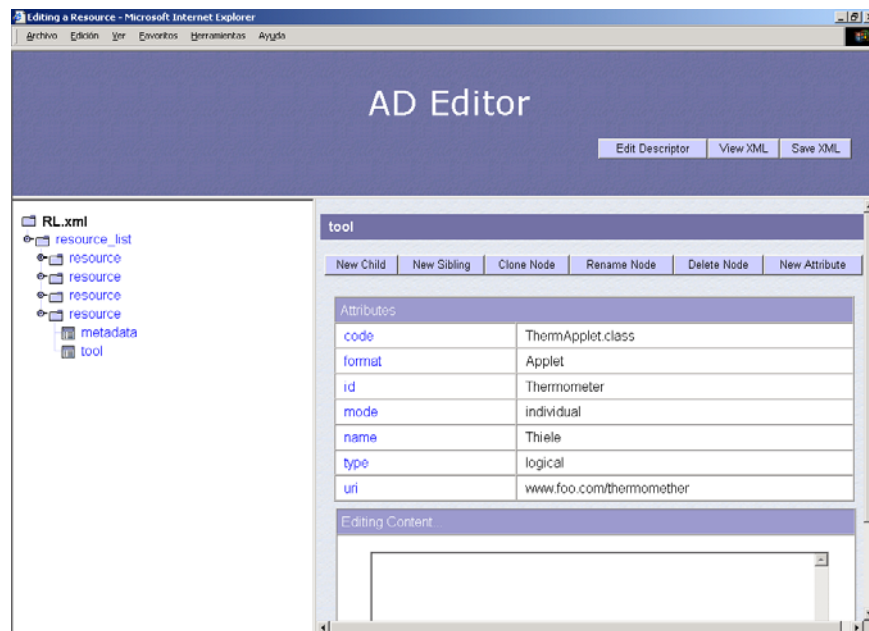 Editing a Resource - Microsoft Internet Explorer
Archivo Edición Ver Favoritos Herramientas Ayuda
AD Editor
Edit Descriptor View XML Save XML
RL.xml
resource_list
resource
resource
resource
resource
metadata
tool
tool
New Child New Sibling Clone Node Rename Node Delete Node New Attribute
Attributes
code ThermApplet.class
format Applet
id Thermometer
mode individual
name Thiele
type logical
uri www.foo.com/thermomether
Editing Content...